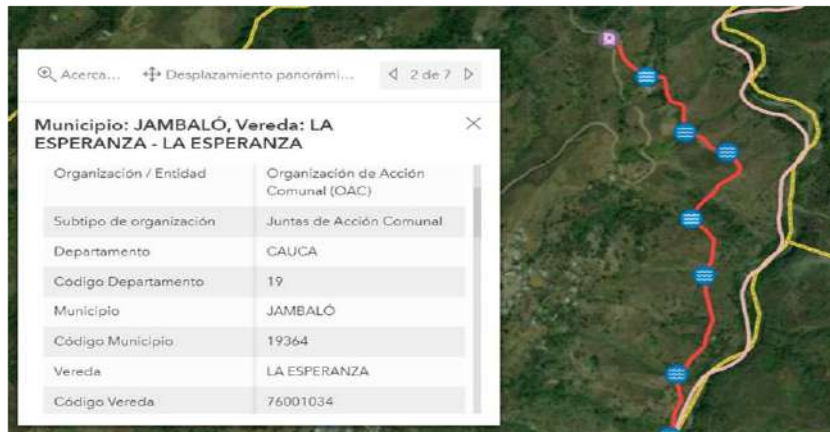 Acerca... Desplazamiento panorámi... 2 de 7
Municipio: JAMBALÓ, Vereda: LA
ESPERANZA - LA ESPERANZA
Organización / Entidad Organización de Acción
Comunal (OAC)
Subtipo de organización Juntas de Acción Comunal
Departamento CAUCA
Código Departamento 19
Municipio JAMBALÓ
Código Municipio 19364
Vereda LA ESPERANZA
Código Vereda 76001034